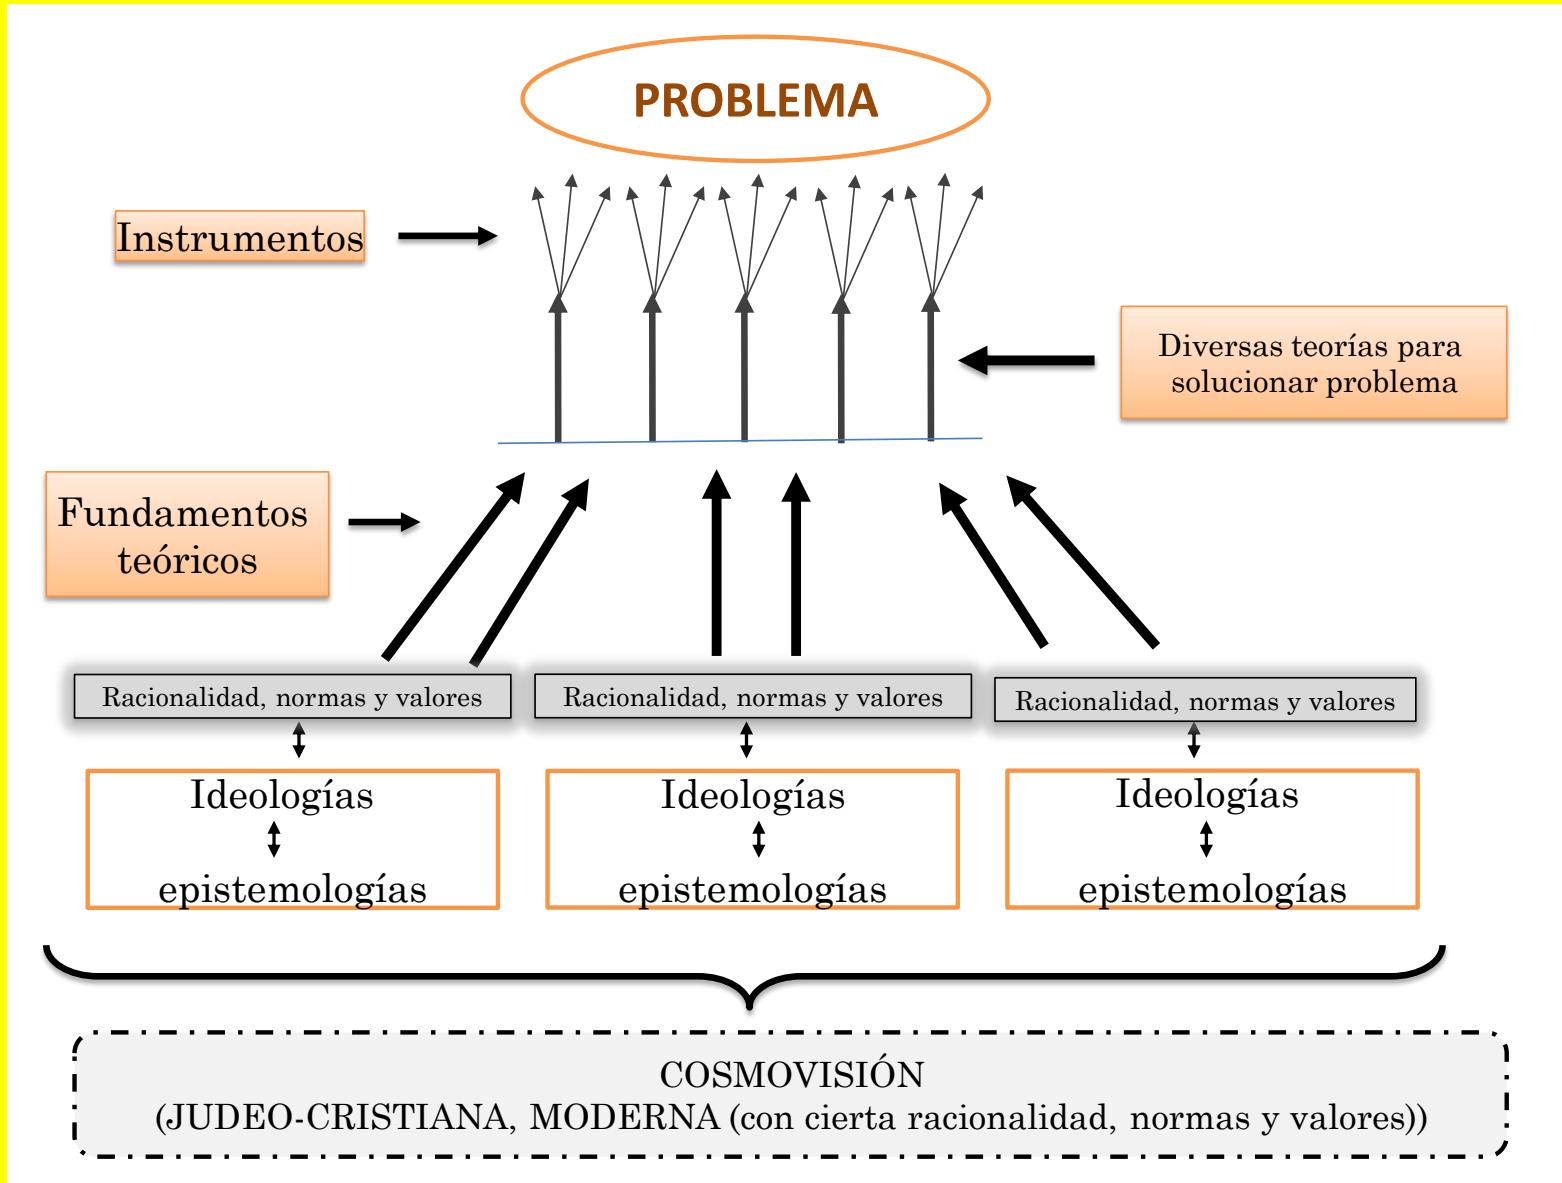 PROBLEMA
Instrumentos
Diversas teorías para
solucionar problema
Fundamentos
teóricos
Racionalidad, normas y valores
Racionalidad, normas y valores
Racionalidad, normas y valores
Ideologías
epistemologías
Ideologías
epistemologías
Ideologías
epistemologías
COSMOVISIÓN
(JUDEO-CRISTIANA, MODERNA (con cierta racionalidad, normas y valores))